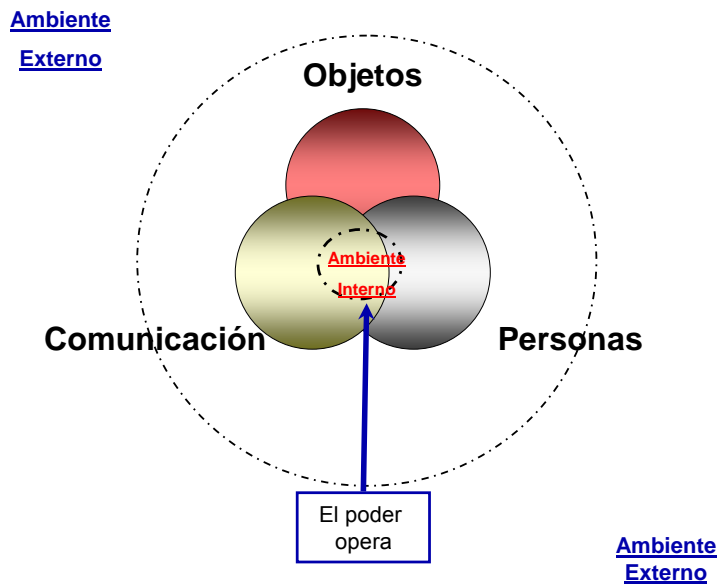 Ambiente
Externo
Objetos
Ambiente
Interno
Comunicación
Personas
El poder
opera
Ambiente
Externo